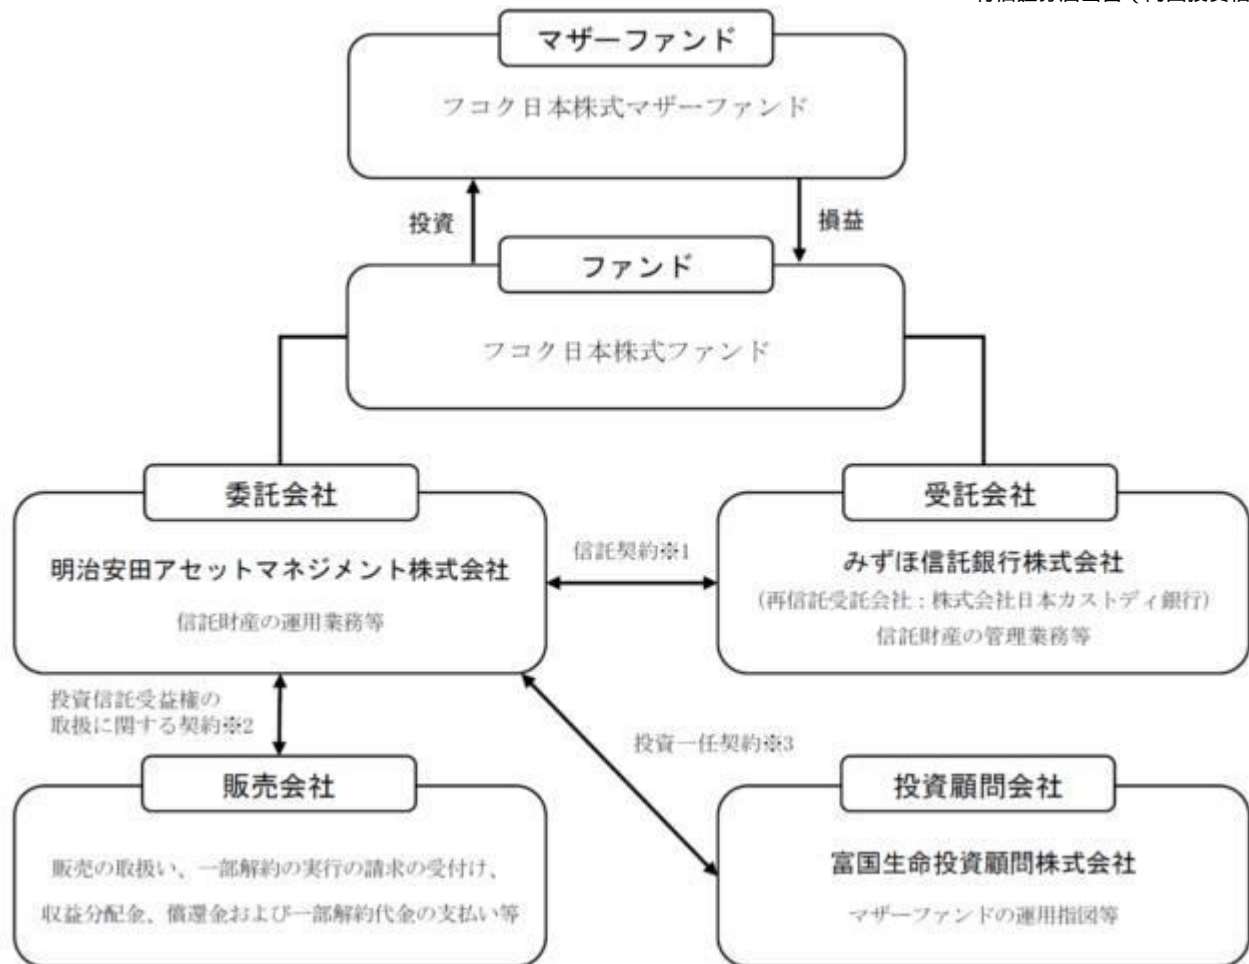 マザーファンド
フコク日本株式マザーファンド
投資
損益
ファンド
フコク日本株式ファンド
委託会社
明治安田アセットマネジメント株式会社
信託財産の運用業務等
信託契約※1
受託会社
みずほ信託銀行株式会社
(再信託受託会社:株式会社日本カストディ銀行)
信託財産の管理業務等
投資信託受益権の
取扱に関する契約※2
投資一任契約※3
販売会社
販売の取扱い、一部解約の実行の請求の受付け、
収益分配金、償還金および一部解約代金の支払い等
投資顧問会社
富国生命投資顧問株式会社
マザーファンドの運用指図等